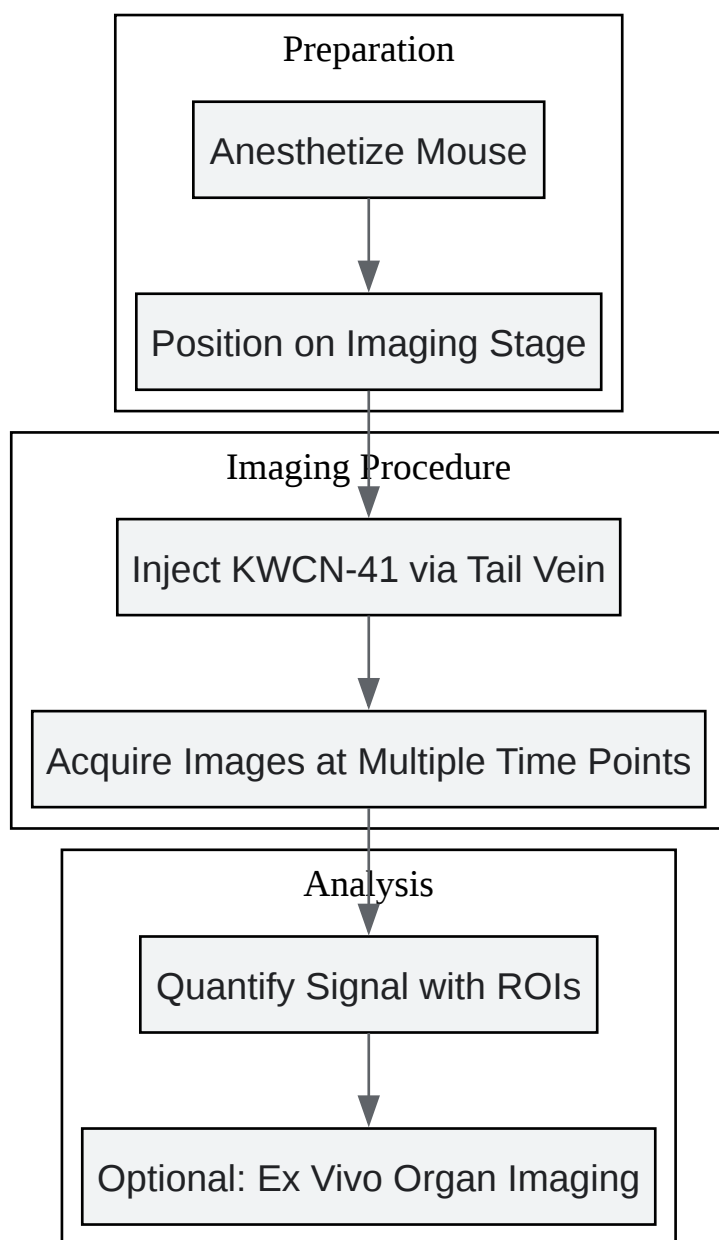 Preparation
Anesthetize Mouse
Position on Imaging Stage
Imaging Procedure
Inject KWCN-41 via Tail Vein
Acquire Images at Multiple Time Points
Analysis
Quantify Signal with ROIs
Optional: Ex Vivo Organ Imaging